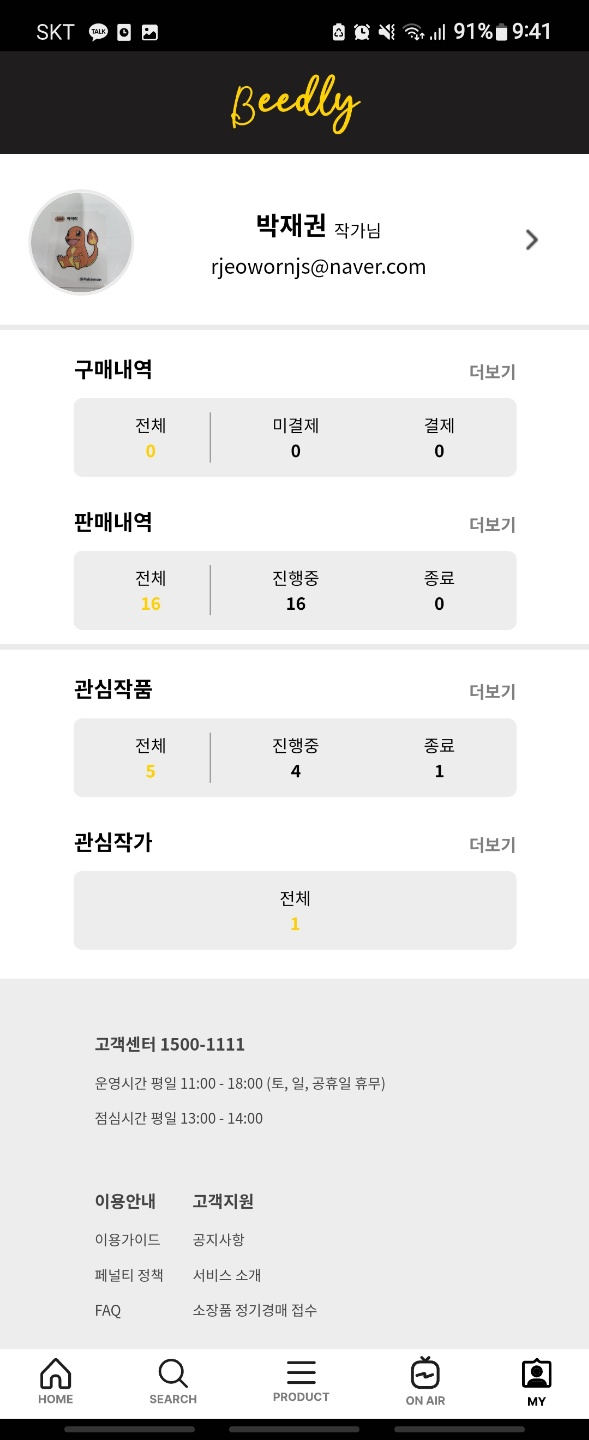 SKT TALK 91% 9:41
Beedly
박재권 작가님
rjeowornjs@naver.com
구매내역 더보기
전체 미결제 결제
0 0 0
판매내역 더보기
전체 진행중 종료
16 16 0
관심작품 더보기
전체 진행중 종료
5 4 1
관심작가 더보기
전체
1
고객센터 1500-1111
운영시간 평일 11:00 - 18:00 (토, 일, 공휴일 휴무)
점심시간 평일 13:00 - 14:00
이용안내 고객지원
이용가이드 공지사항
페널티 정책 서비스 소개
FAQ 소장품 정기경매 접수
HOME SEARCH PRODUCT ON AIR MY